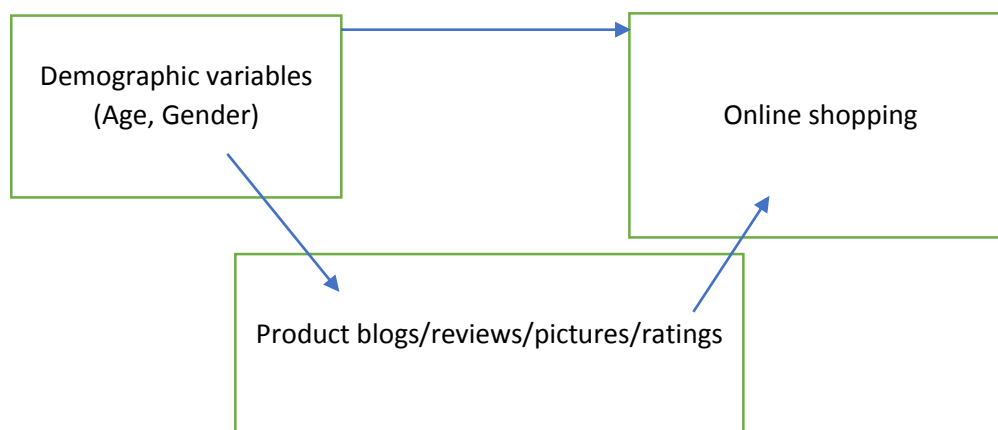 Demographic variables
(Age, Gender)
Online shopping
Product blogs/reviews/pictures/ratings